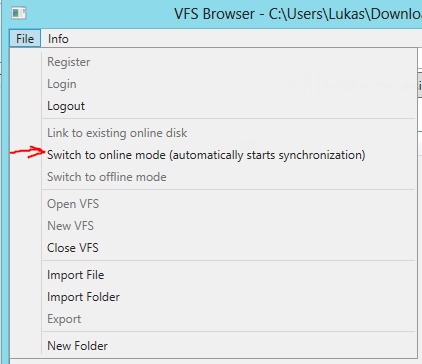 VFS Browser - C:\Users\Lukas\Downlo
File Info
Register
Login
Logout
Link to existing online disk
Switch to online mode (automatically starts synchronization)
Switch to offline mode
Open VFS
New VFS
Close VFS
Import File
Import Folder
Export
New Folder